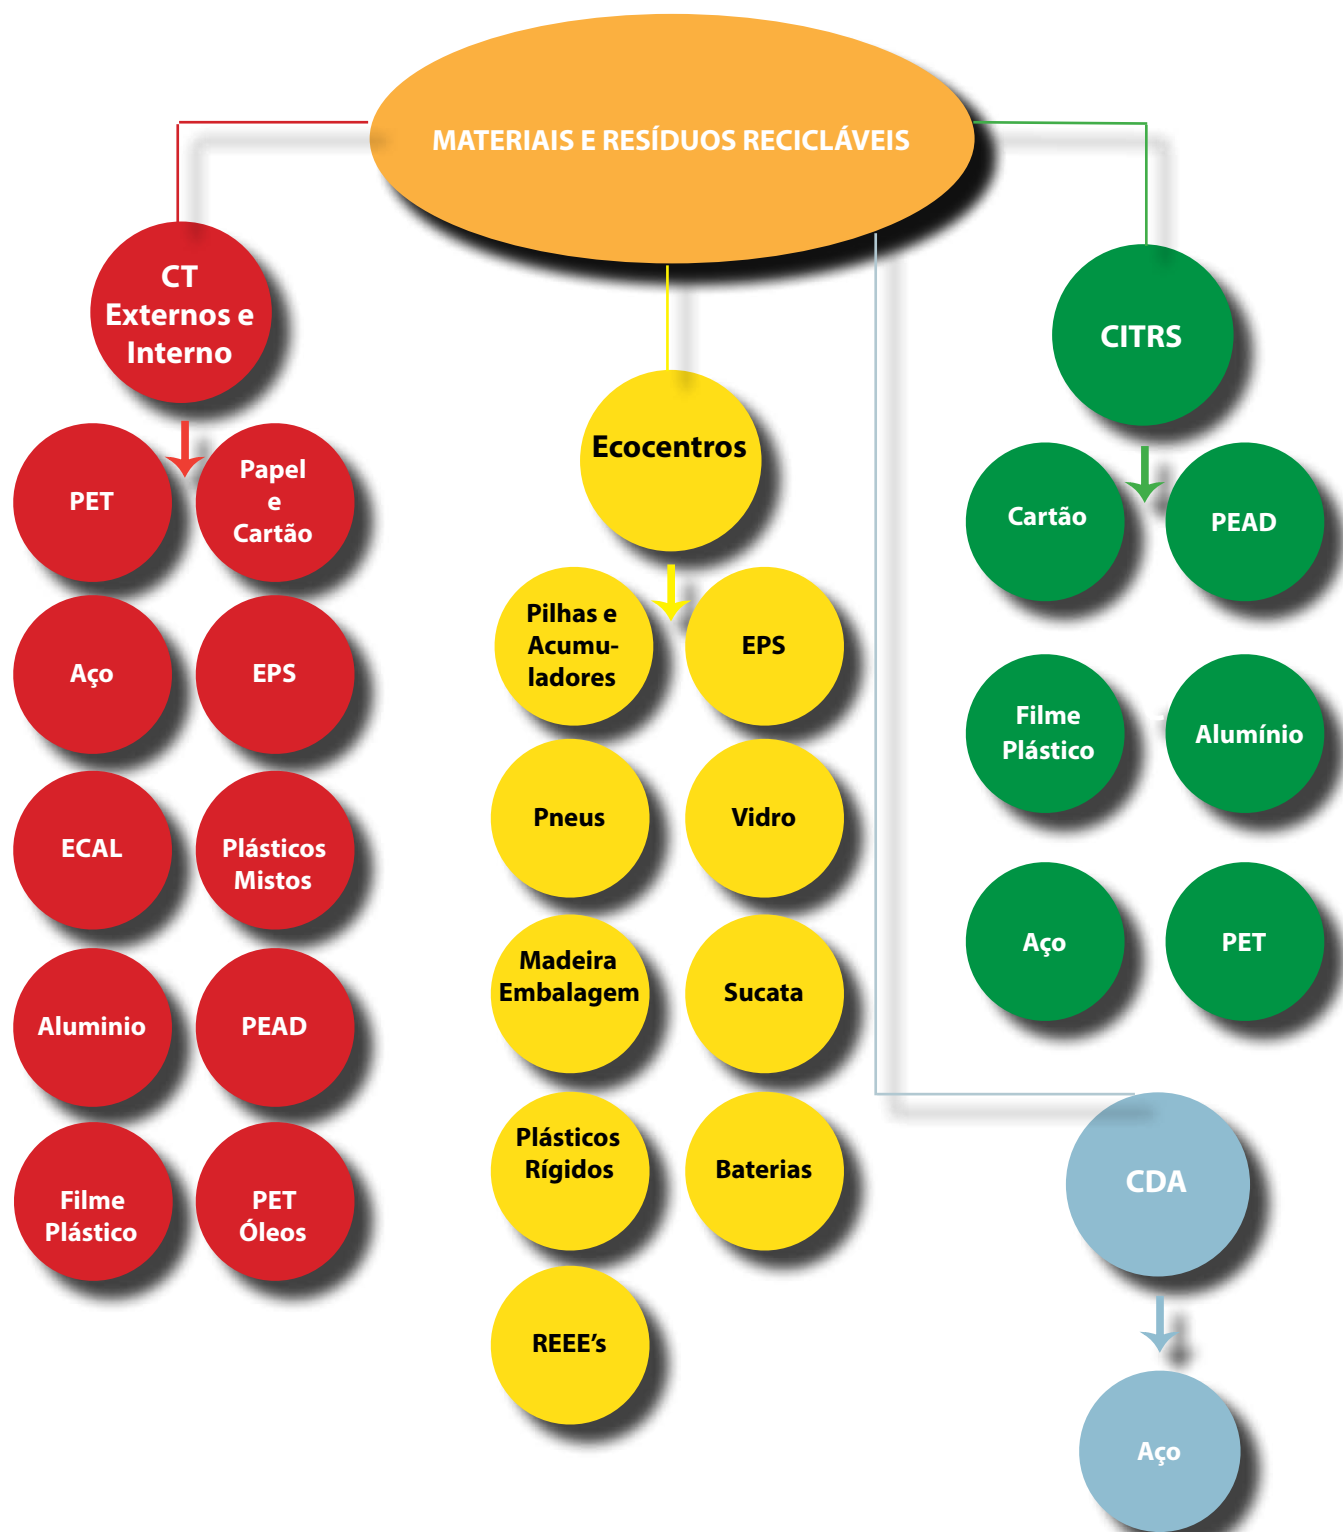 MATERIAIS E RESÍDUOS RECICLÁVEIS
CT
Externos e
Interno
PET
Papel
e
Cartão
Aço
EPS
ECAL
Plásticos
Mistos
Aluminio
PEAD
Filme
Plástico
PET
Óleos
Ecocentros
Pilhas e
Acumu-
ladores
EPS
Pneus
Vidro
Madeira
Embalagem
Sucata
Plásticos
Rígidos
Baterias
REEE's
CITRS
Cartão
PEAD
Filme
Plástico
Alumínio
Aço
PET
CDA
Aço